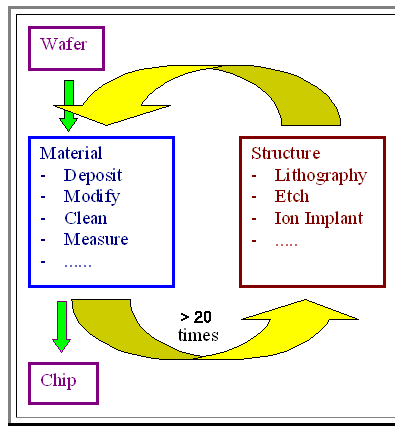 Wafer
Material
- Deposit
- Modify
- Clean
- Measure
- ......
Structure
- Lithography
- Etch
- Ion Implant
- .....
> 20
times
Chip